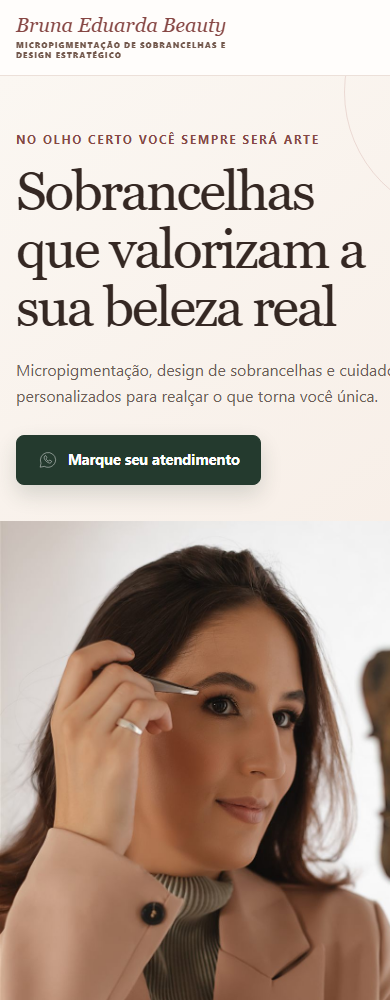 Bruna Eduarda Beauty
MICROPIGMENTAÇÃO DE SOBRANCELHAS E
DESIGN ESTRATÉGICO
NO OLHO CERTO VOCÊ SEMPRE SERÁ ARTE
Sobrancelhas
que valorizam a
sua beleza real
Micropigmentação, design de sobrancelhas e cuidado
personalizados para realçar o que torna você única.
Marque seu atendimento